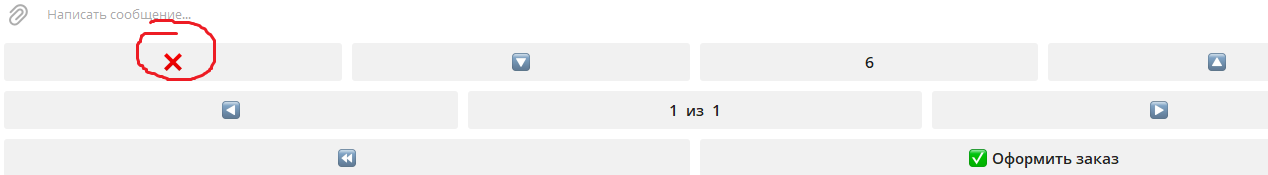 Написать сообщение...
6
1 из 1
Оформить заказ